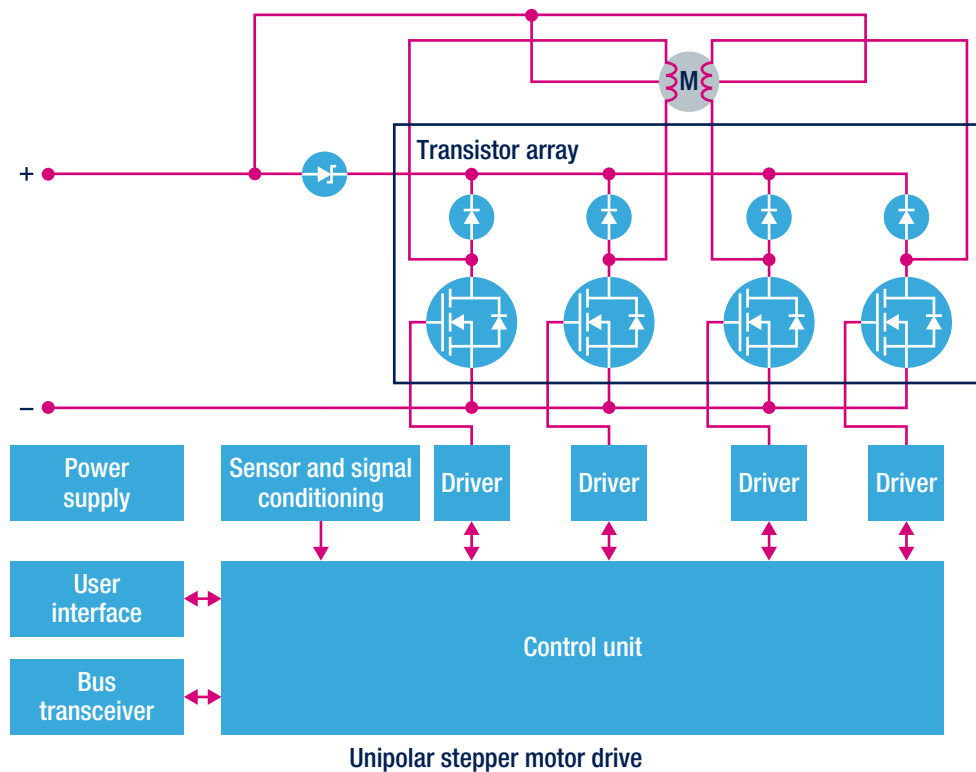 M
Transistor array
+
–
Power
supply
Sensor and signal
conditioning
Driver
Driver
Driver
Driver
User
interface
Control unit
Bus
transceiver
Unipolar stepper motor drive